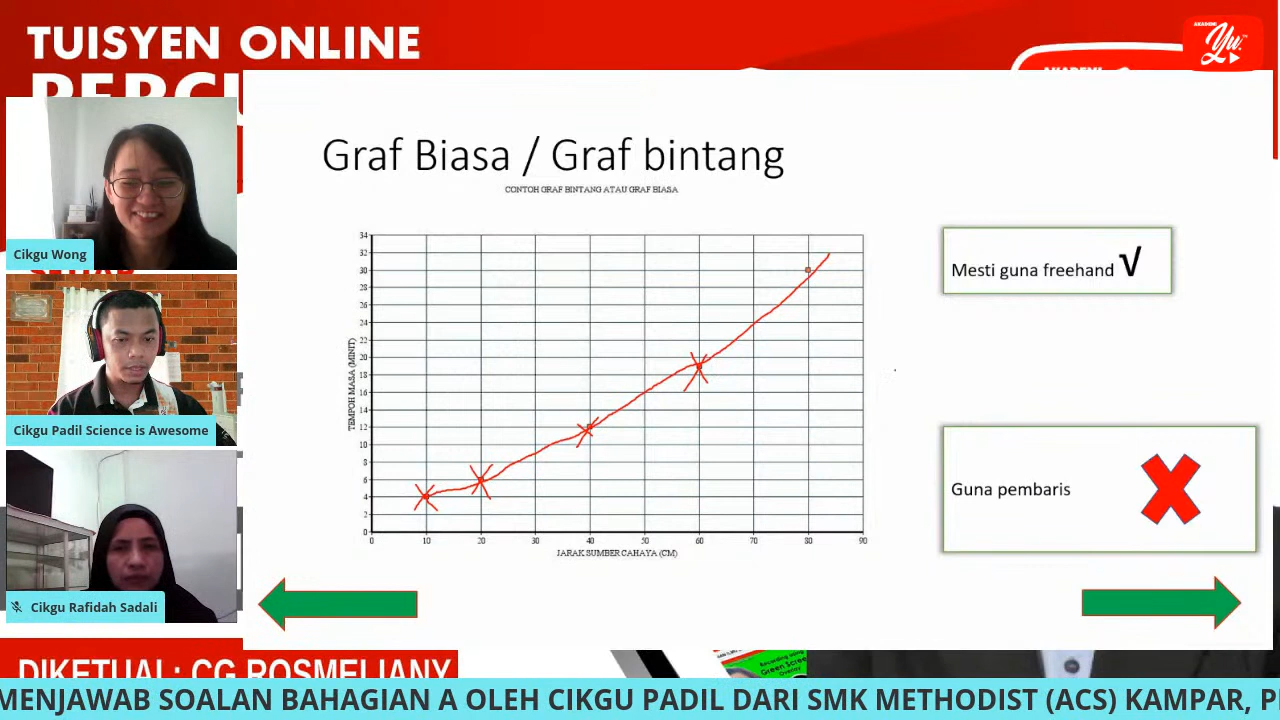 TUISYEN ONLINE
AKADEMI
Yu.
Cikgu Wong
Cikgu Padil Science is Awesome
Cikgu Rafidah Sadali
Graf Biasa / Graf bintang
CONTOH GRAF BINTANG ATAU GRAF BIASA
TEMPOH MASA (MINIT)
34
32
30
28
26
24
22
20
18
16
14
12
10
8
6
4
2
0
0 10 20 30 40 50 60 70 80 90
JARAK SUMBER CAHAYA (CM)
Mesti guna freehand √
Guna pembaris
DIKETUAI : CG ROSMELIANY
Green Screen
MENJAWAB SOALAN BAHAGIAN A OLEH CIKGU PADIL DARI SMK METHODIST (ACS) KAMPAR,